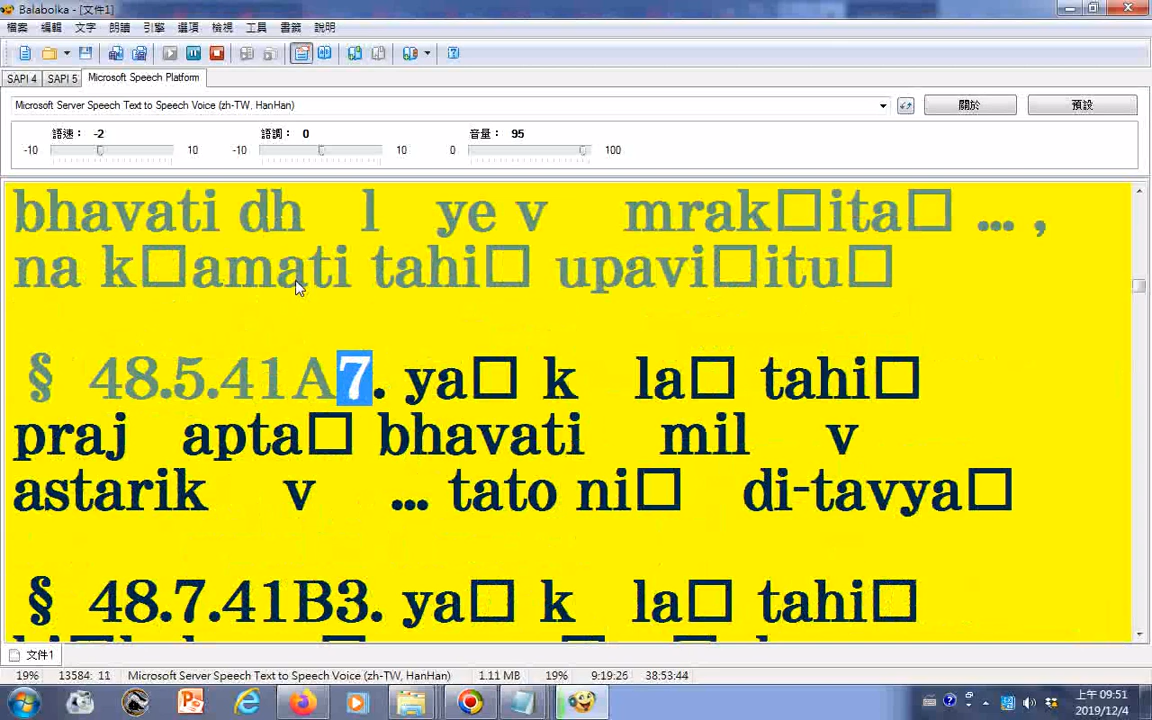 Balabolka - [文件1]
檔案 編輯 文字 朗讀 引擎 選項 檢視 工具 書籤 說明
SAPI 4 SAPI 5 Microsoft Speech Platform
Microsoft Server Speech Text to Speech Voice (zh-TW, HanHan) 關於 預設
語速： -2 語調： 0 音量： 95
-10 10 -10 10 0 100
bhavati dh l ye v mrak□ita□ ... ,
na k□amati tahi□ upavi□itu□
§ 48.5.41A7. ya□ k la□ tahi□
praj apta□ bhavati mil v
astarik v ... tato ni□ di-tavya□
§ 48.7.41B3. ya□ k la□ tahi□
文件1
19% 13584: 11 Microsoft Server Speech Text to Speech Voice (zh-TW, HanHan) 1.11 MB 19% 9:19:26 38:53:44
上午 09:51
2019/12/4